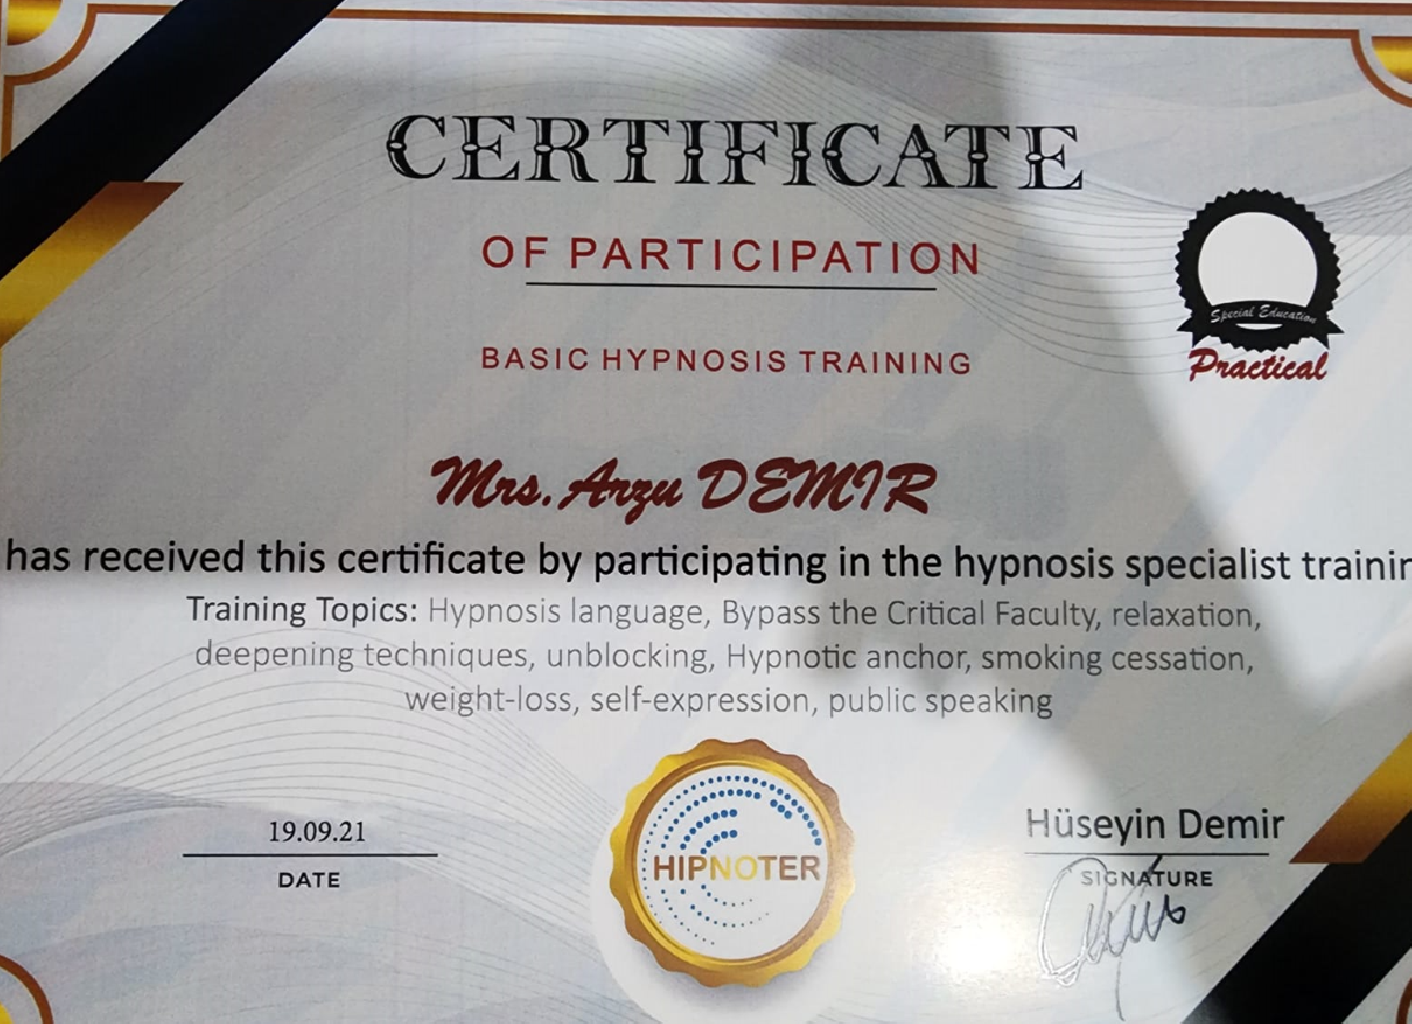 CERTIFICATE
OF PARTICIPATION
Special Education
Practical
BASIC HYPNOSIS TRAINING
Mrs. Arzu DEMIR
has received this certificate by participating in the hypnosis specialist trainin
Training Topics: Hypnosis language, Bypass the Critical Faculty, relaxation,
deepening techniques, unblocking, Hypnotic anchor, smoking cessation,
weight-loss, self-expression, public speaking
19.09.21
DATE
HIPNOTER
Hüseyin Demir
SIGNATURE